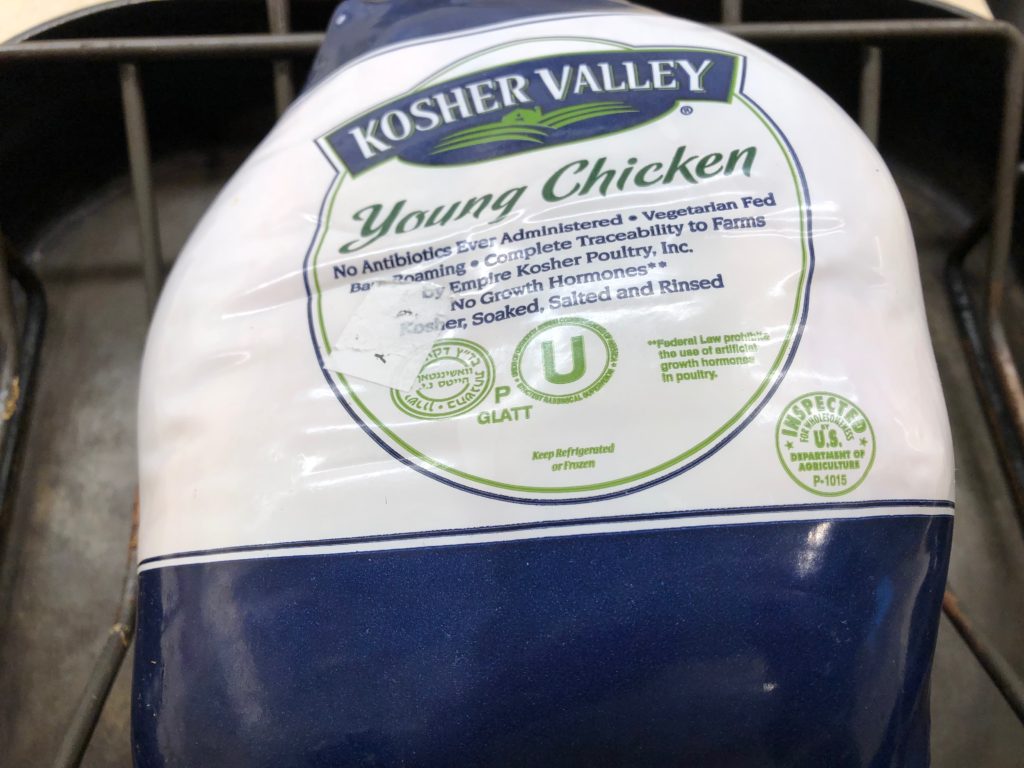 KOSHER VALLEY
®
Young Chicken
No Antibiotics Ever Administered • Vegetarian Fed
Roaming • Complete Traceability to Farms
by Empire Kosher Poultry, Inc.
No Growth Hormones**
Kosher, Soaked, Salted and Rinsed
U
P
GLATT
**Federal Law prohibits
the use of artificial
growth hormones
in poultry.
Keep Refrigerated
or Frozen
INSPECTED
FOR WHOLESOMENESS
BY
U.S.
DEPARTMENT OF
AGRICULTURE
P-1015